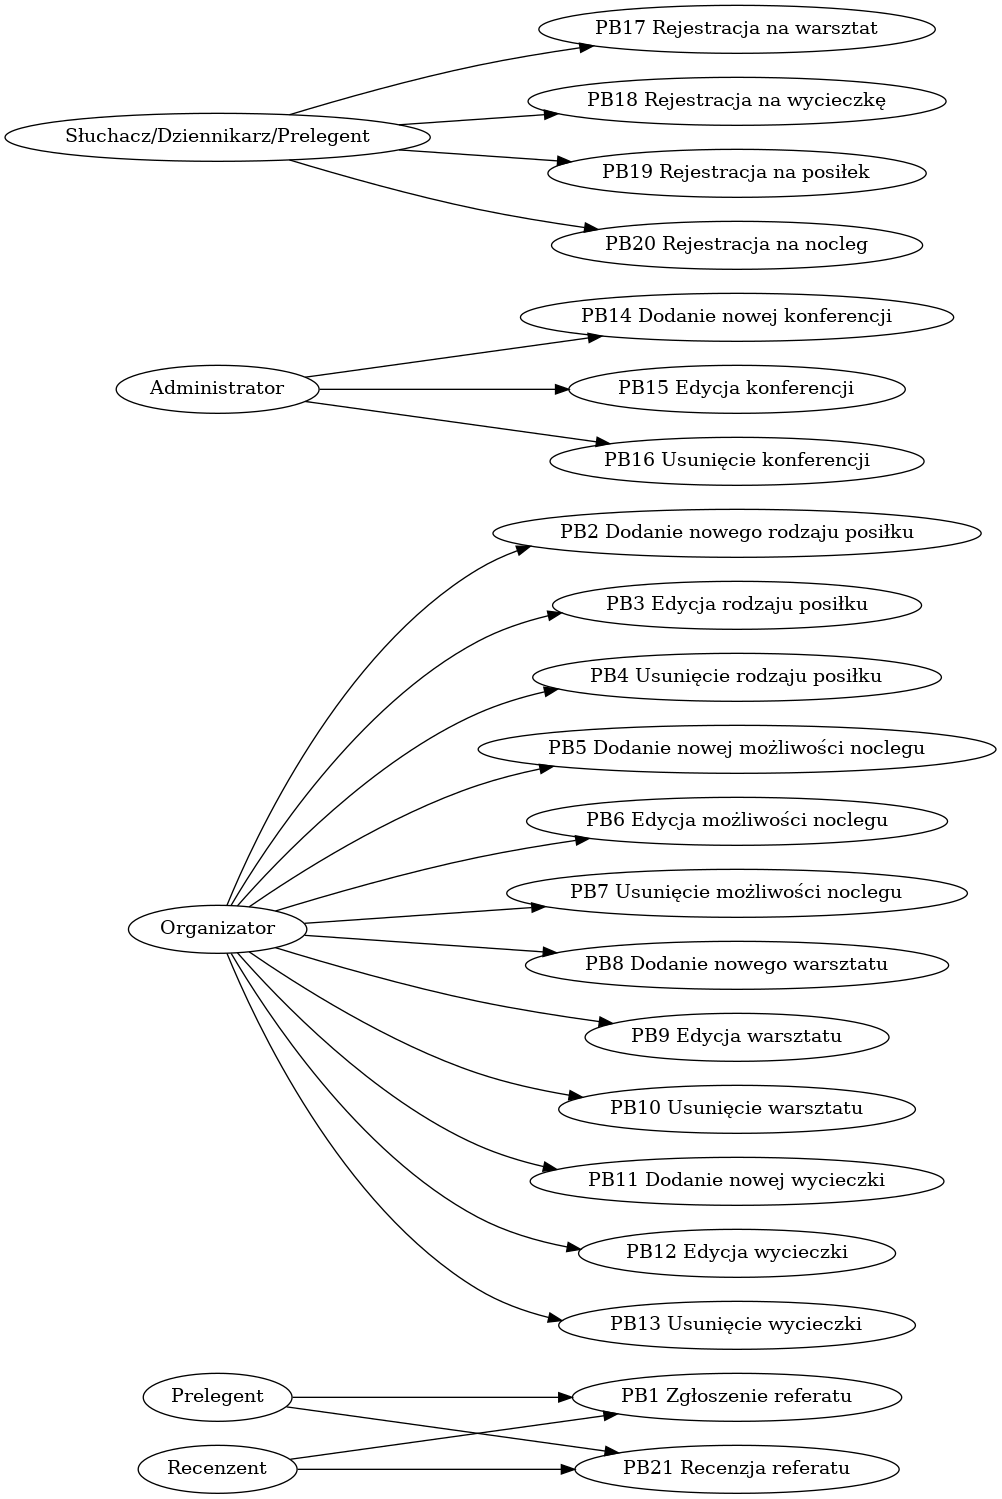 PB17 Rejestracja na warsztat
PB18 Rejestracja na wycieczkę
Słuchacz/Dziennikarz/Prelegent
PB19 Rejestracja na posiłek
PB20 Rejestracja na nocleg
PB14 Dodanie nowej konferencji
Administrator
PB15 Edycja konferencji
PB16 Usunięcie konferencji
PB2 Dodanie nowego rodzaju posiłku
PB3 Edycja rodzaju posiłku
PB4 Usunięcie rodzaju posiłku
PB5 Dodanie nowej możliwości noclegu
PB6 Edycja możliwości noclegu
PB7 Usunięcie możliwości noclegu
Organizator
PB8 Dodanie nowego warsztatu
PB9 Edycja warsztatu
PB10 Usunięcie warsztatu
PB11 Dodanie nowej wycieczki
PB12 Edycja wycieczki
PB13 Usunięcie wycieczki
Prelegent
PB1 Zgłoszenie referatu
Recenzent
PB21 Recenzja referatu